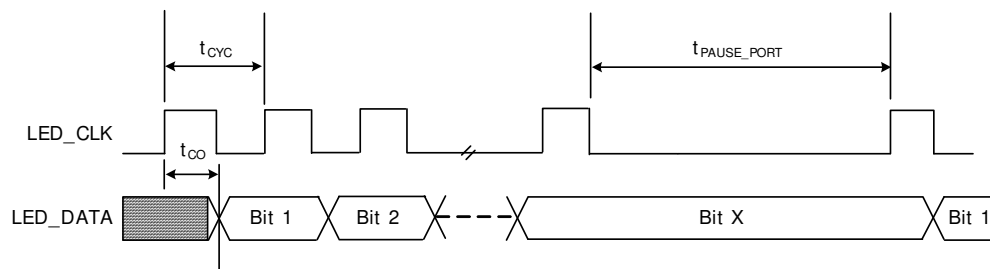 tCYC
tPAUSE_PORT
LED_CLK
tCO
LED_DATA
Bit 1
Bit 2
Bit X
Bit 1